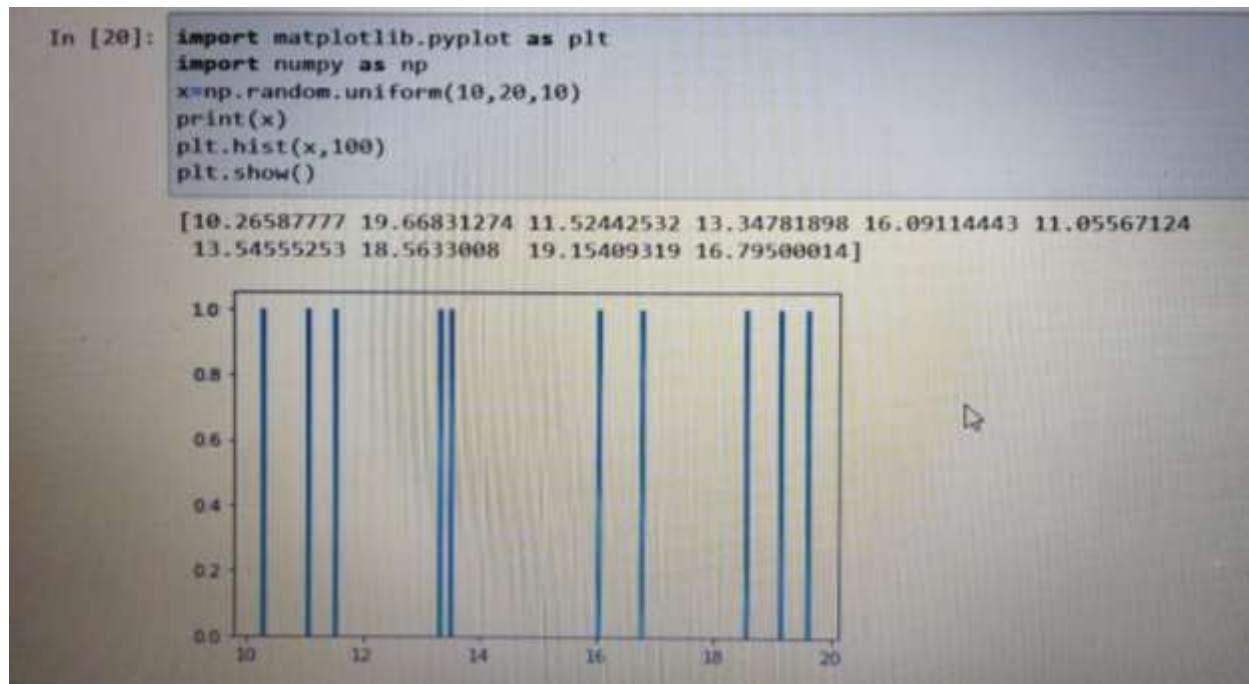 In [20]: import matplotlib.pyplot as plt
import numpy as np
x=np.random.uniform(10,20,10)
print(x)
plt.hist(x,100)
plt.show()
[10.26587777 19.66831274 11.52442532 13.34781898 16.09114443 11.05567124
13.54555253 18.5633008  19.15409319 16.79500014]
1.0
0.8
0.6
0.4
0.2
0.0
10 12 14 16 18 20